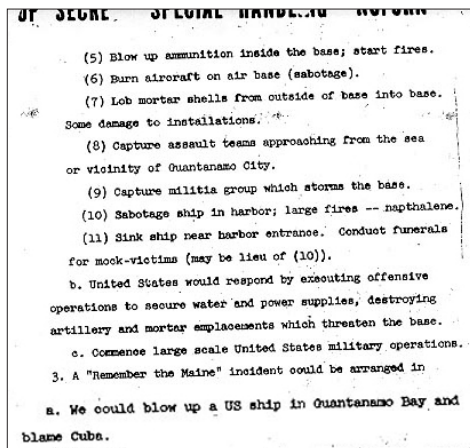 OP SECRE SPECIAL HANDLING NOFORN
(5) Blow up ammunition inside the base; start fires.
(6) Burn aircraft on air base (sabotage).
(7) Lob mortar shells from outside of base into base.
Some damage to installations.
(8) Capture assault teams approaching from the sea
or vicinity of Guantanamo City.
(9) Capture militia group which storms the base.
(10) Sabotage ship in harbor; large fires -- napthalene.
(11) Sink ship near harbor entrance. Conduct funerals
for mock-victims (may be lieu of (10)).
b. United States would respond by executing offensive
operations to secure water and power supplies, destroying
artillery and mortar emplacements which threaten the base.
c. Commence large scale United States military operations.
3. A "Remember the Maine" incident could be arranged in
a. We could blow up a US ship in Guantanamo Bay and
blame Cuba.